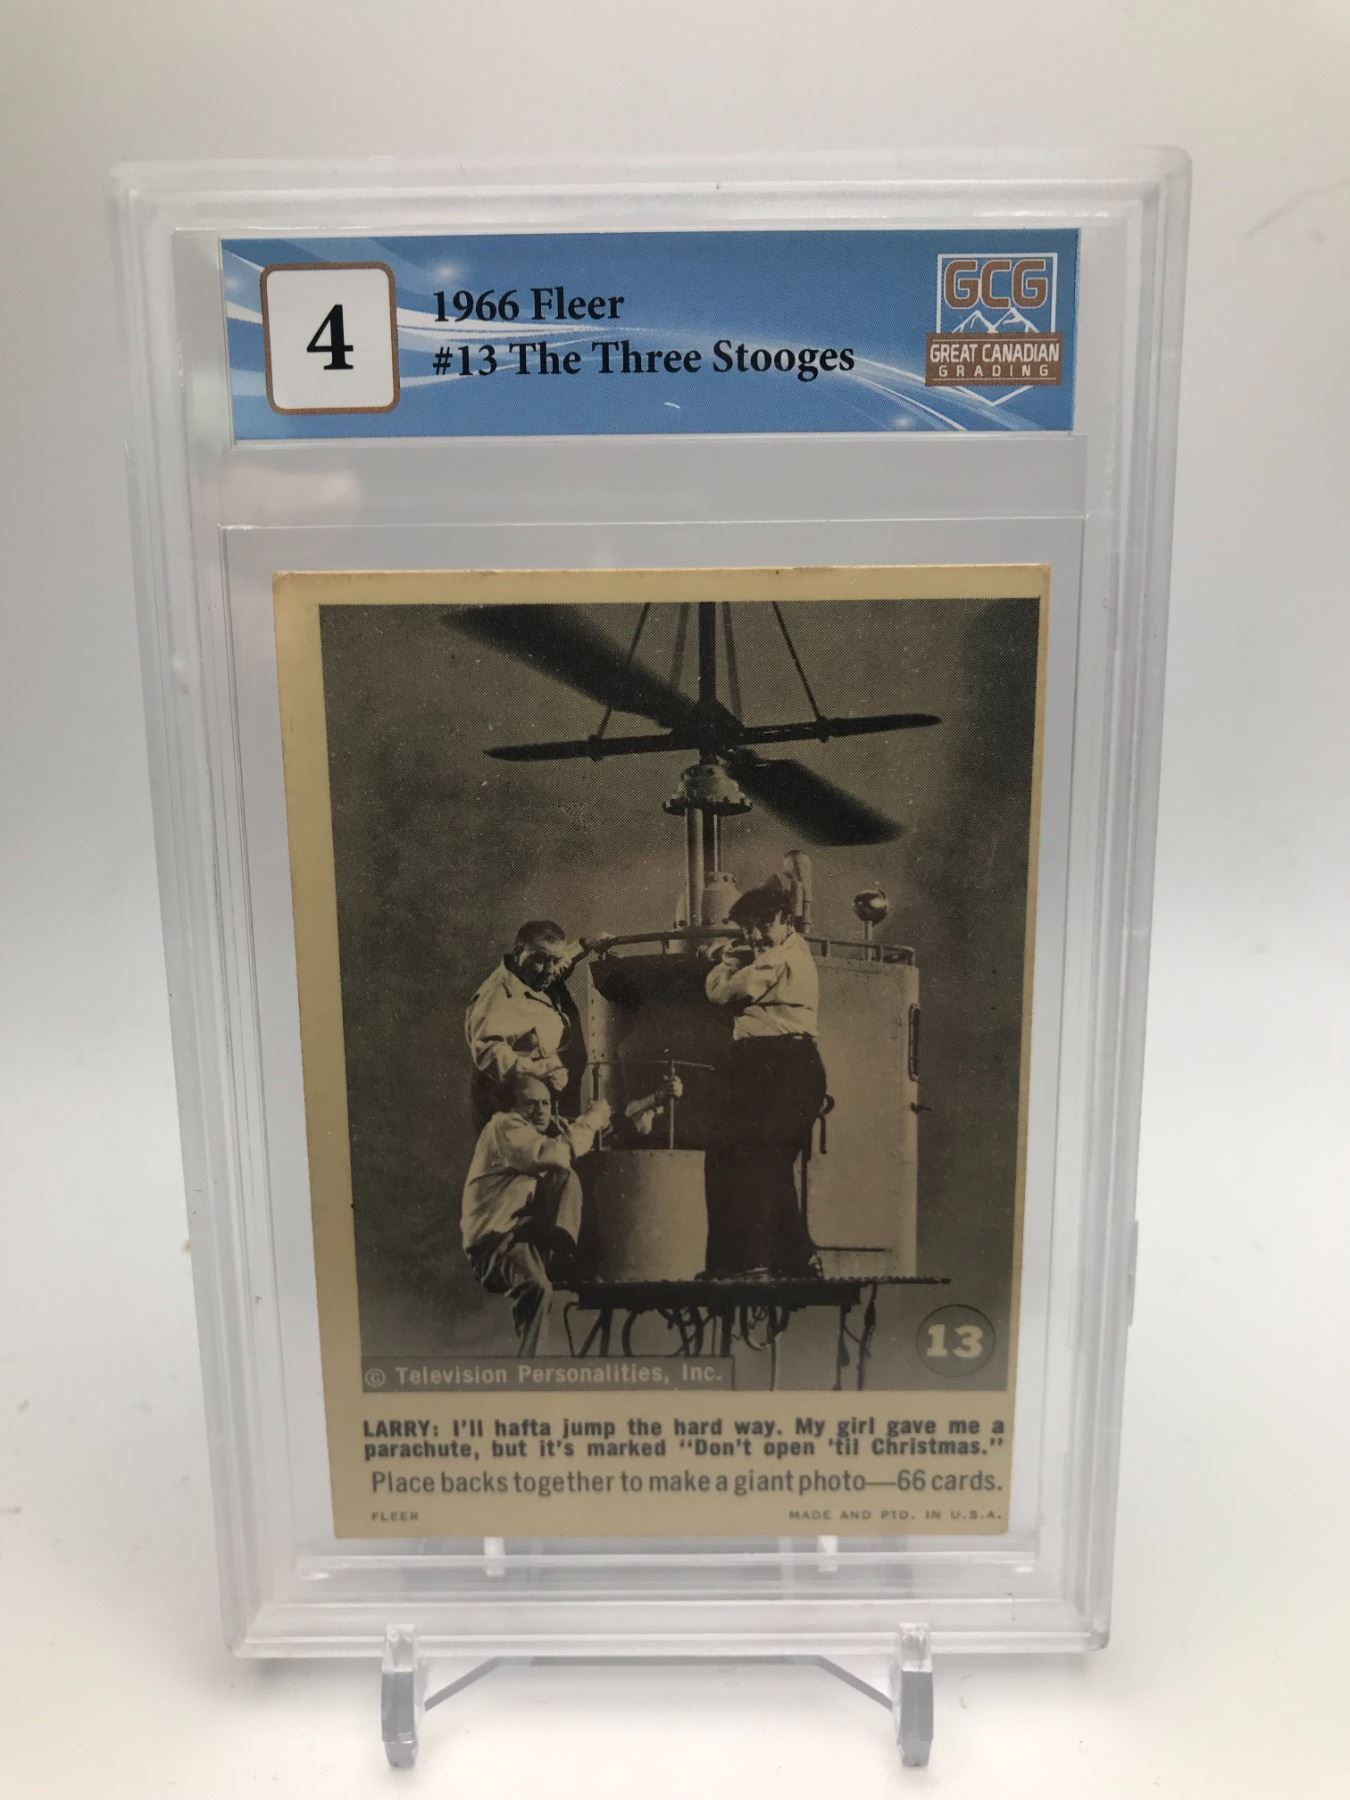 4
1966 Fleer
#13 The Three Stooges
GCG
GREAT CANADIAN
GRADING
13
© Television Personalities, Inc.
LARRY: I'll hafta jump the hard way. My girl gave me a
parachute, but it's marked "Don't open 'til Christmas."
Place backs together to make a giant photo—66 cards.
FLEER MADE AND PTD. IN U.S.A.